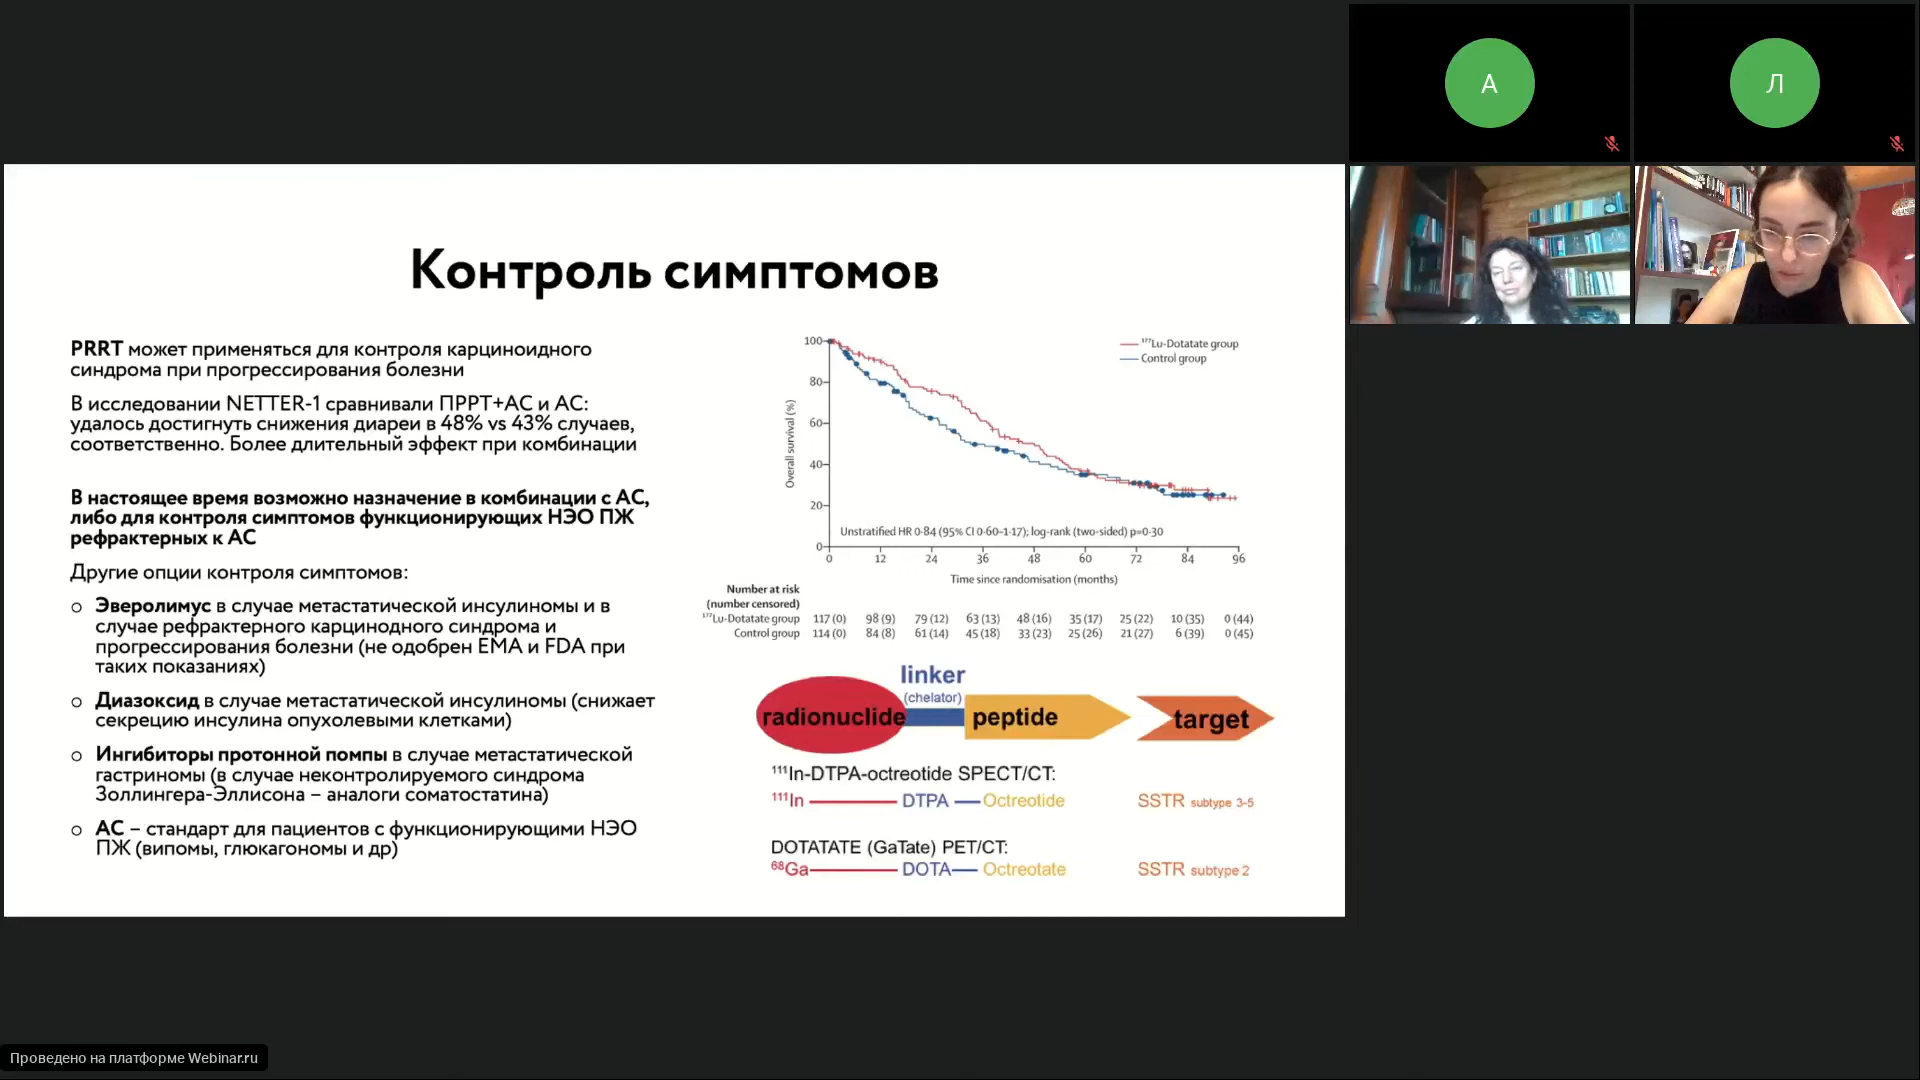 Контроль симптомов
PRRT может применяться для контроля карциноидного
синдрома при прогрессировании болезни
В исследовании NETTER-1 сравнивали ПРРТ+АС и АС:
удалось достигнуть снижения диареи в 48% vs 43% случаев,
соответственно. Более длительный эффект при комбинации
В настоящее время возможно назначение в комбинации с АС,
либо для контроля симптомов функционирующих НЭО ПЖ
рефрактерных к АС
Другие опции контроля симптомов:
o Эверолимус в случае метастатической инсулиномы и в
случае рефрактерного карцинодного синдрома и
прогрессирования болезни (не одобрен EMA и FDA при
таких показаниях)
o Диазоксид в случае метастатической инсулиномы (снижает
секрецию инсулина опухолевыми клетками)
o Ингибиторы протонной помпы в случае метастатической
гастриномы (в случае неконтролируемого синдрома
Золлингера-Эллисона – аналоги соматостатина)
o АС – стандарт для пациентов с функционирующими НЭО
ПЖ (випомы, глюкагономы и др)
¹⁷⁷Lu-Dotatate group
Control group
Overall survival (%)
100
80
60
40
20
0
Unstratified HR 0·84 (95% CI 0·60–1·17); log-rank (two-sided) p=0·30
0 12 24 36 48 60 72 84 96
Time since randomisation (months)
Number at risk
(number censored)
¹⁷⁷Lu-Dotatate group 117 (0) 98 (9) 79 (12) 63 (13) 48 (16) 35 (17) 25 (22) 10 (35) 0 (44)
Control group 114 (0) 84 (8) 61 (14) 45 (18) 33 (23) 25 (26) 21 (27) 6 (39) 0 (45)
linker
(chelator)
radionuclide peptide target
¹¹¹In-DTPA-octreotide SPECT/CT:
¹¹¹In DTPA Octreotide SSTR subtype 3-5
DOTATATE (GaTate) PET/CT:
⁶⁸Ga DOTA Octreotate SSTR subtype 2
А
Л
Проведено на платформе Webinar.ru